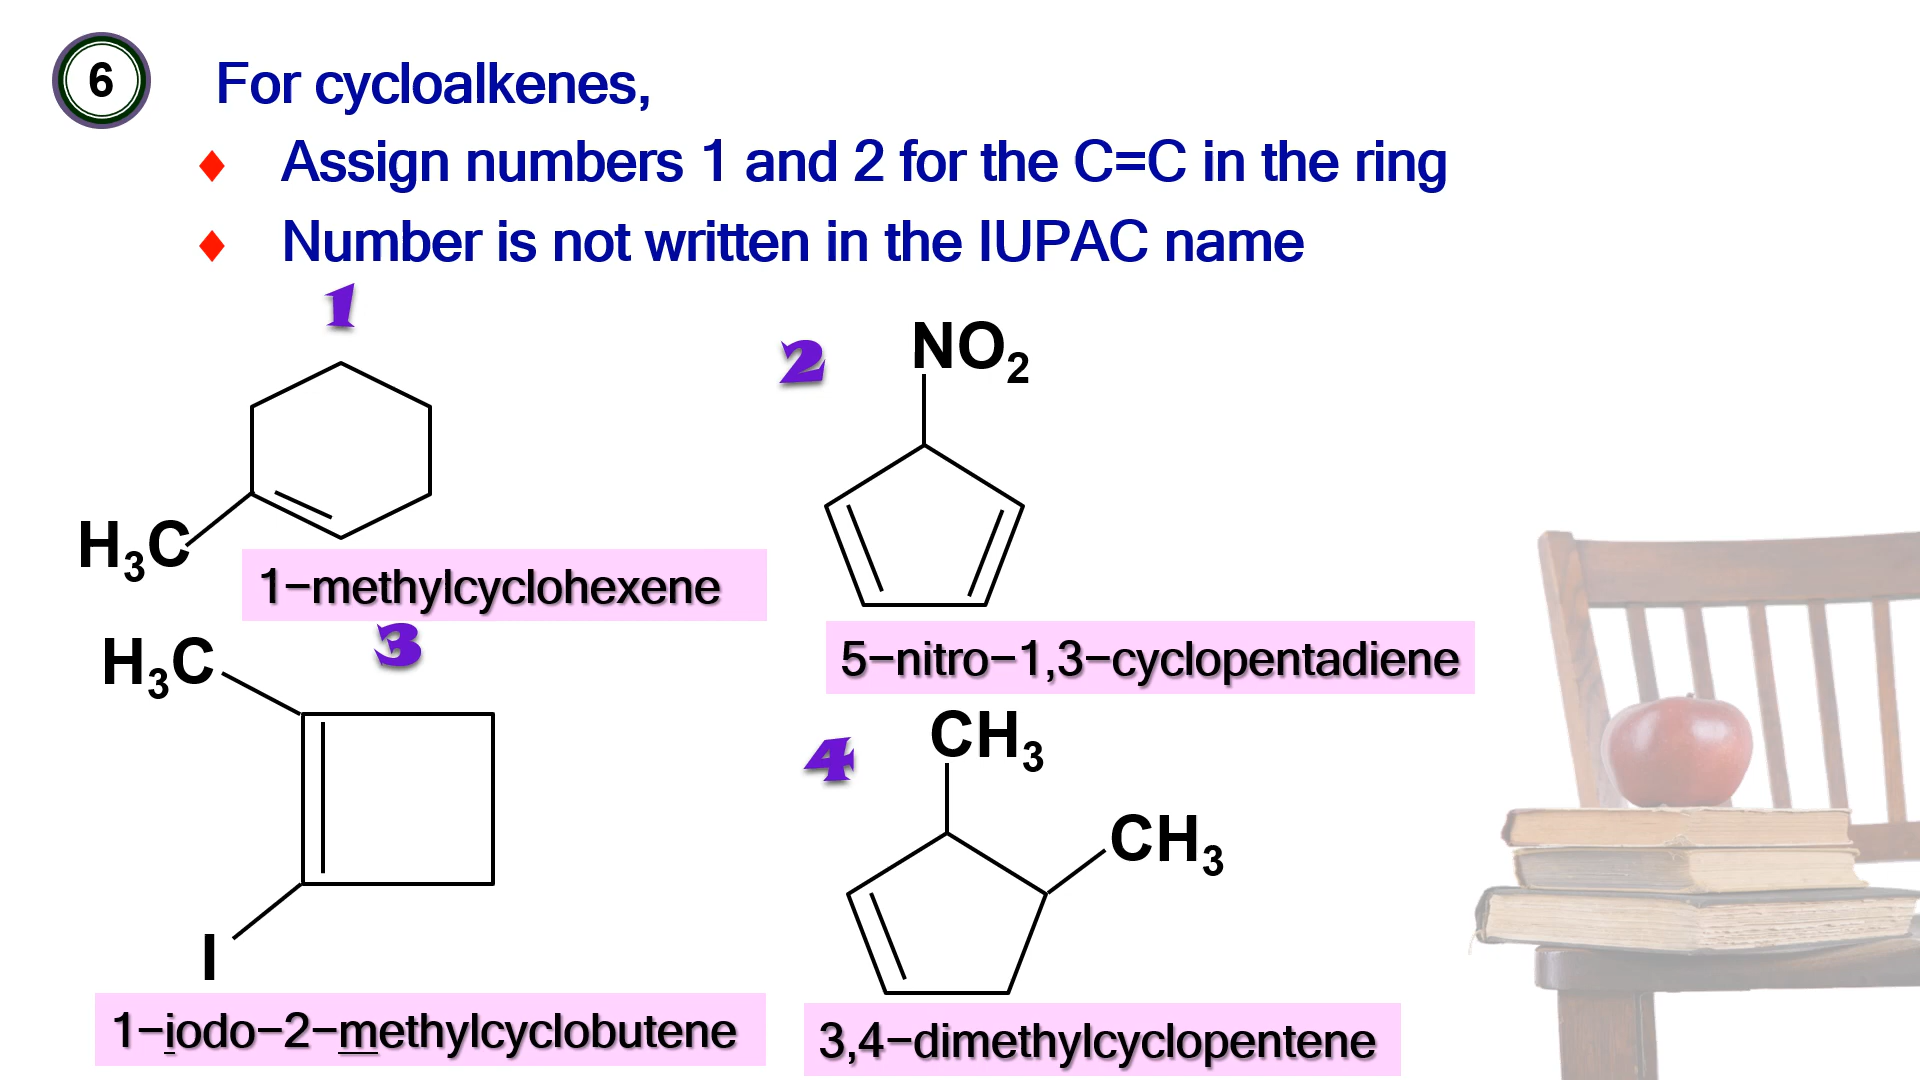 6
For cycloalkenes,
♦ Assign numbers 1 and 2 for the C=C in the ring
♦ Number is not written in the IUPAC name
1
H₃C
1−methylcyclohexene
2
NO₂
5−nitro−1,3−cyclopentadiene
3
H₃C
I
1−iodo−2−methylcyclobutene
4
CH₃
CH₃
3,4−dimethylcyclopentene